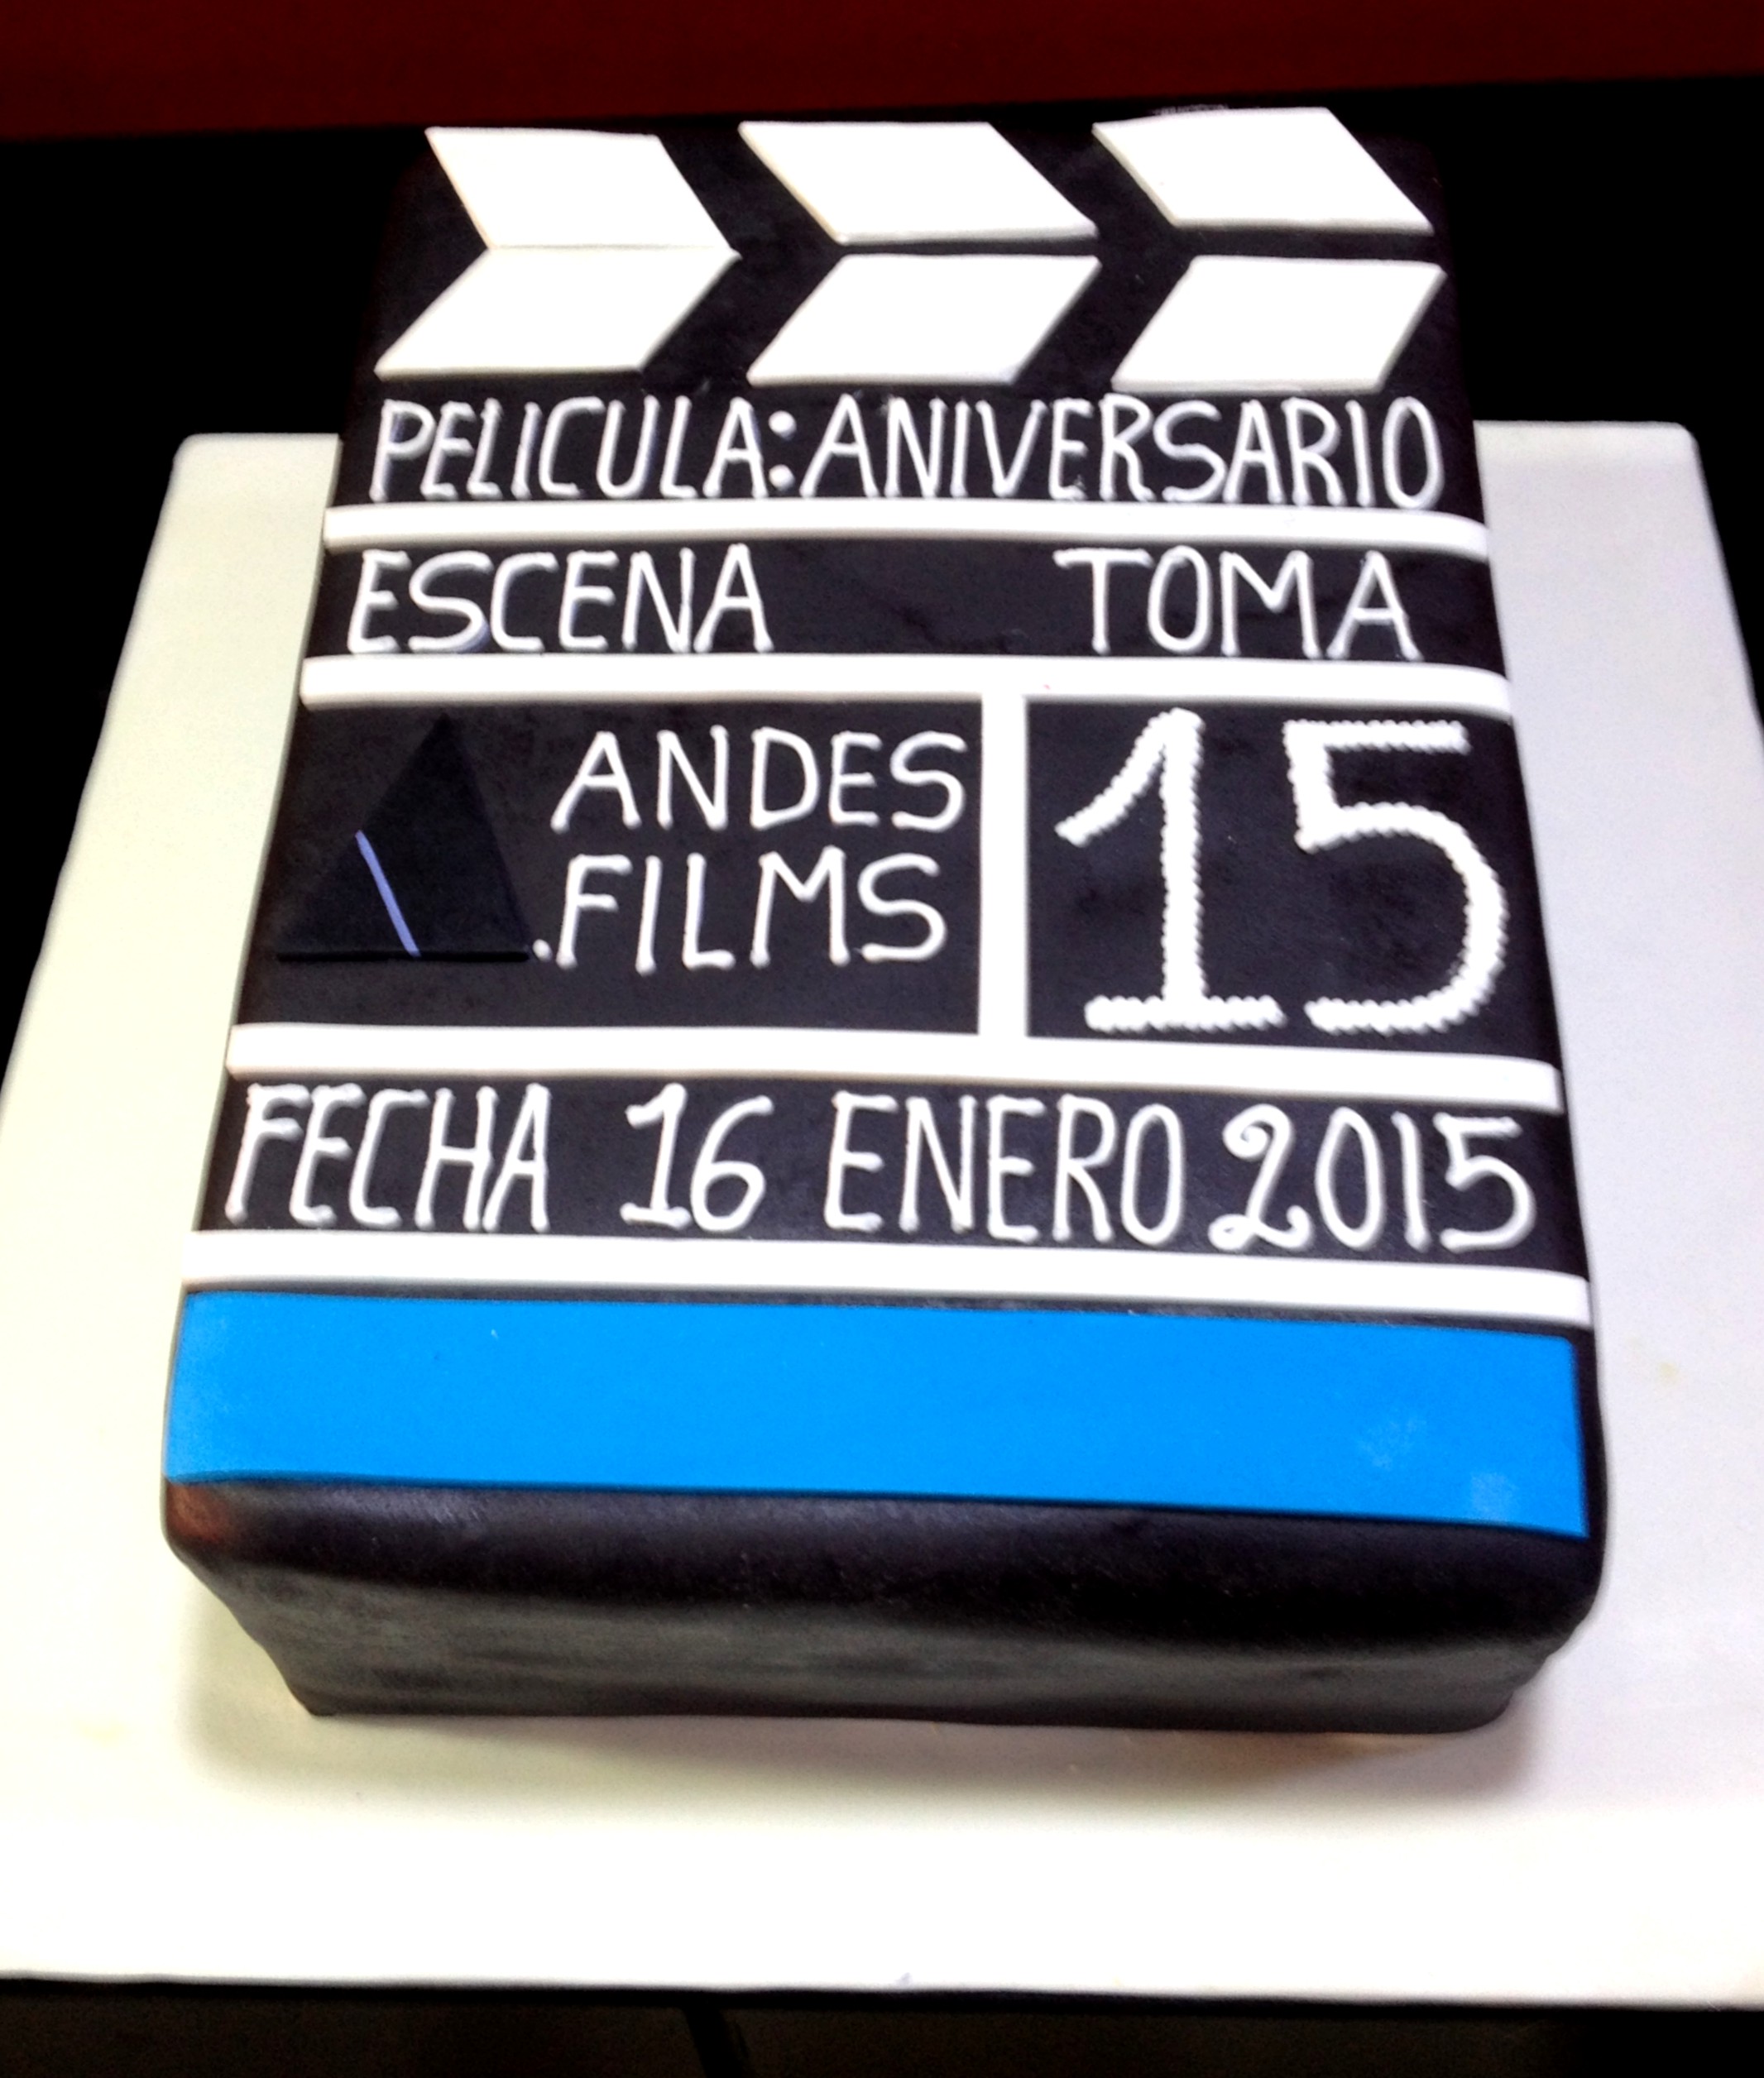 PELICULA: ANIVERSARIO
ESCENA TOMA
ANDES
.FILMS
15
FECHA 16 ENERO 2015